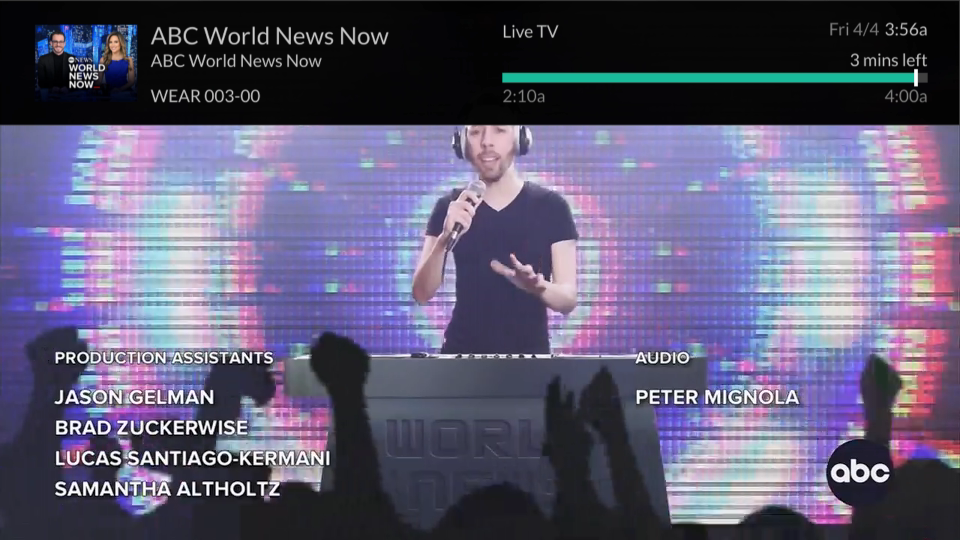 ABC World News Now
ABC World News Now
WEAR 003-00
abc NEWS
WORLD
NEWS
NOW
Live TV
Fri 4/4 3:56a
3 mins left
2:10a
4:00a
PRODUCTION ASSISTANTS
JASON GELMAN
BRAD ZUCKERWISE
LUCAS SANTIAGO-KERMANI
SAMANTHA ALTHOLTZ
AUDIO
PETER MIGNOLA
WORL
abc